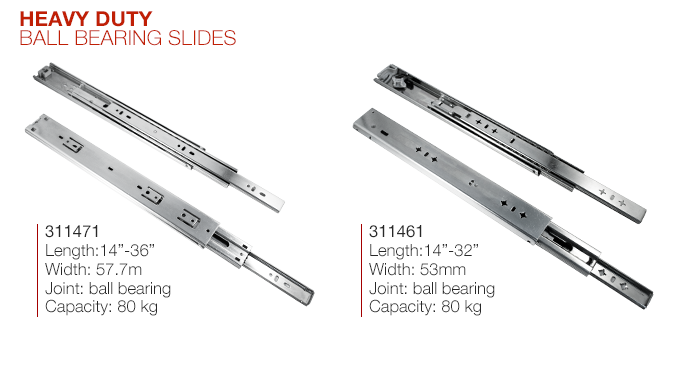 HEAVY DUTY
BALL BEARING SLIDES
311471
Length:14”-36”
Width: 57.7m
Joint: ball bearing
Capacity: 80 kg
311461
Length:14”-32”
Width: 53mm
Joint: ball bearing
Capacity: 80 kg